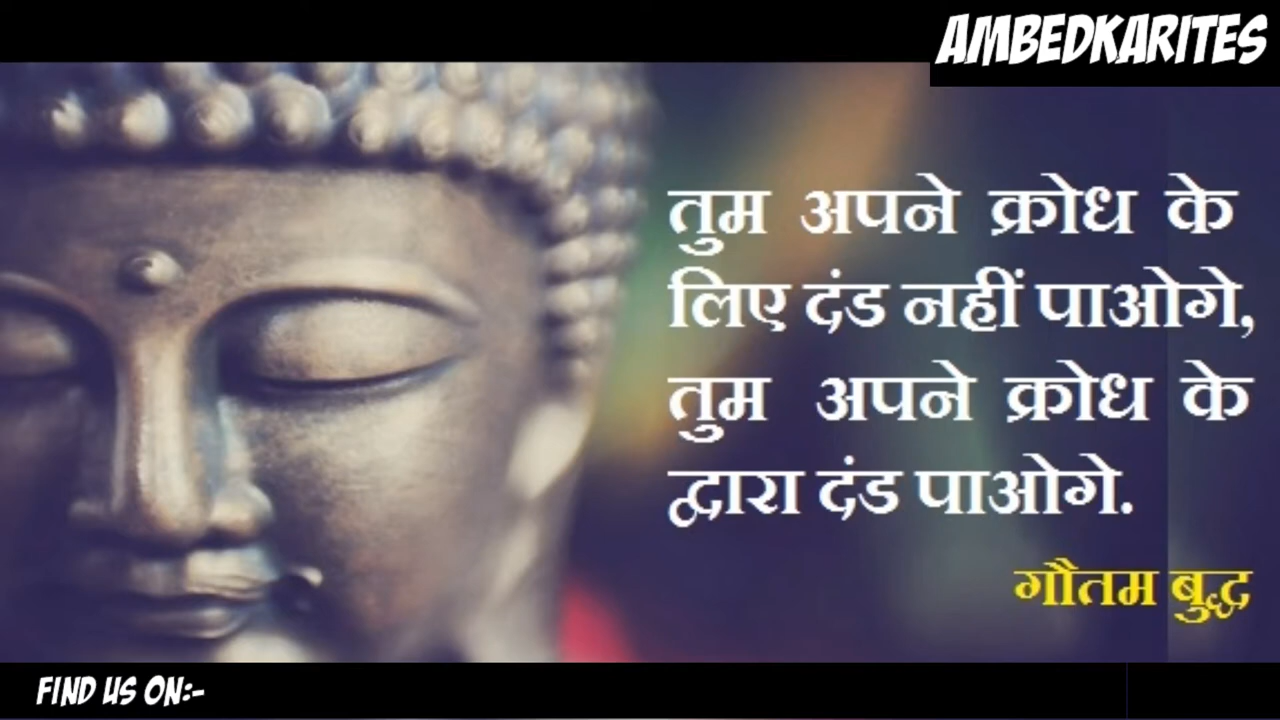 AMBEDKARITES
तुम अपने क्रोध के
लिए दंड नहीं पाओगे,
तुम अपने क्रोध के
द्वारा दंड पाओगे.
गौतम बुद्ध
FIND US ON:-